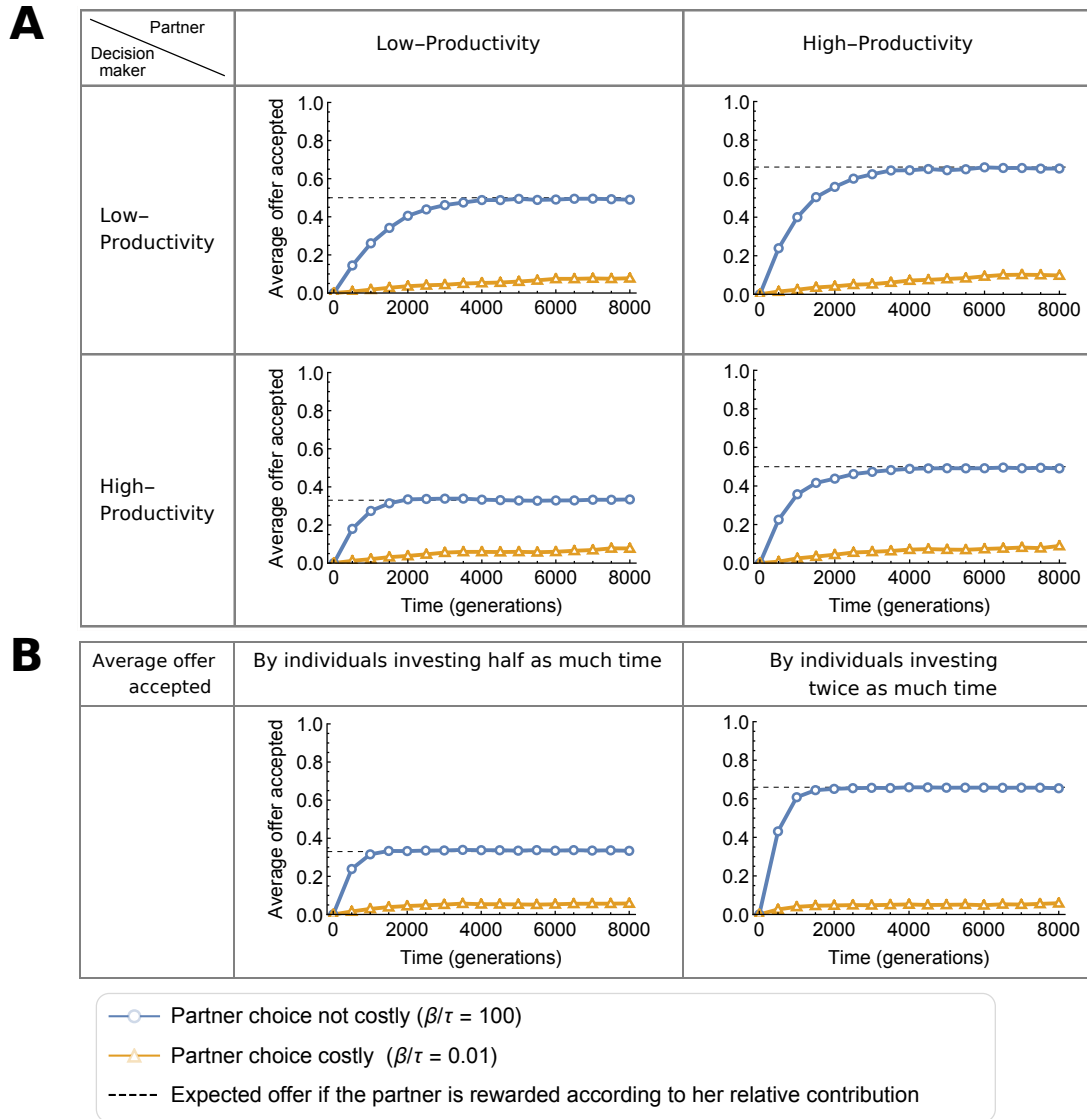 A
Partner
Decision
maker
Low–Productivity
High–Productivity
Low–
Productivity
Average offer accepted
1.0
0.8
0.6
0.4
0.2
0.0
0 2000 4000 6000 8000
1.0
0.8
0.6
0.4
0.2
0.0
0 2000 4000 6000 8000
High–
Productivity
Average offer accepted
1.0
0.8
0.6
0.4
0.2
0.0
0 2000 4000 6000 8000
Time (generations)
1.0
0.8
0.6
0.4
0.2
0.0
0 2000 4000 6000 8000
Time (generations)
B
Average offer
accepted
By individuals investing half as much time
By individuals investing
twice as much time
Average offer accepted
1.0
0.8
0.6
0.4
0.2
0.0
0 2000 4000 6000 8000
Time (generations)
1.0
0.8
0.6
0.4
0.2
0.0
0 2000 4000 6000 8000
Time (generations)
Partner choice not costly (β/τ = 100)
Partner choice costly (β/τ = 0.01)
Expected offer if the partner is rewarded according to her relative contribution